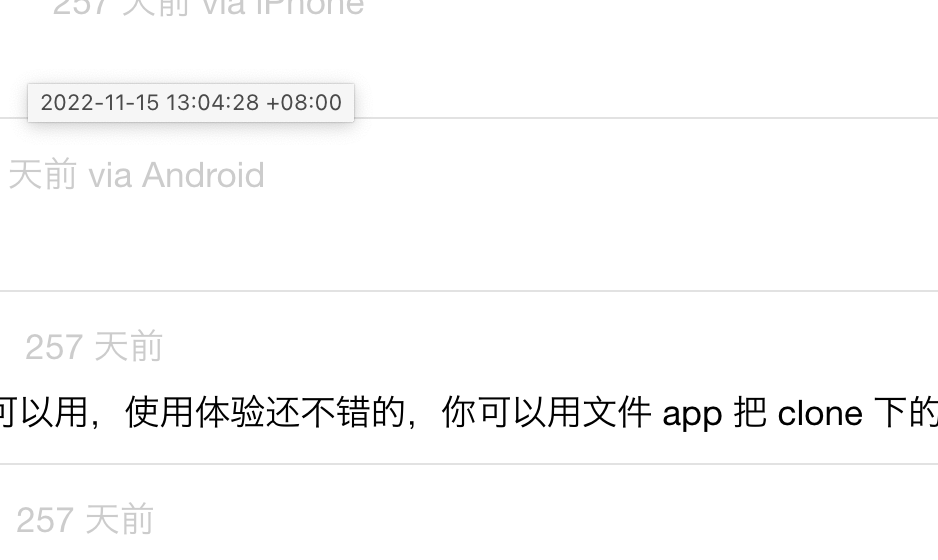 257 天前 via iPhone
2022-11-15 13:04:28 +08:00
天前 via Android
257 天前
可以用，使用体验还不错的，你可以用文件 app 把 clone 下的
257 天前